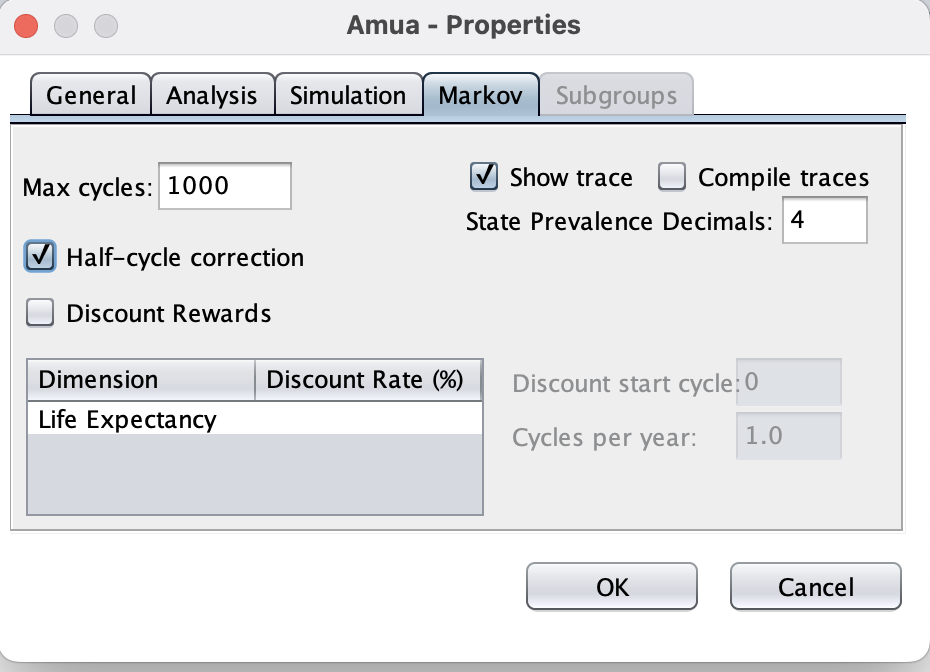 Amua - Properties
General Analysis Simulation Markov Subgroups
Max cycles: 1000
Show trace Compile traces
State Prevalence Decimals: 4
Half-cycle correction
Discount Rewards
Dimension Discount Rate (%)
Life Expectancy
Discount start cycle: 0
Cycles per year: 1.0
OK Cancel